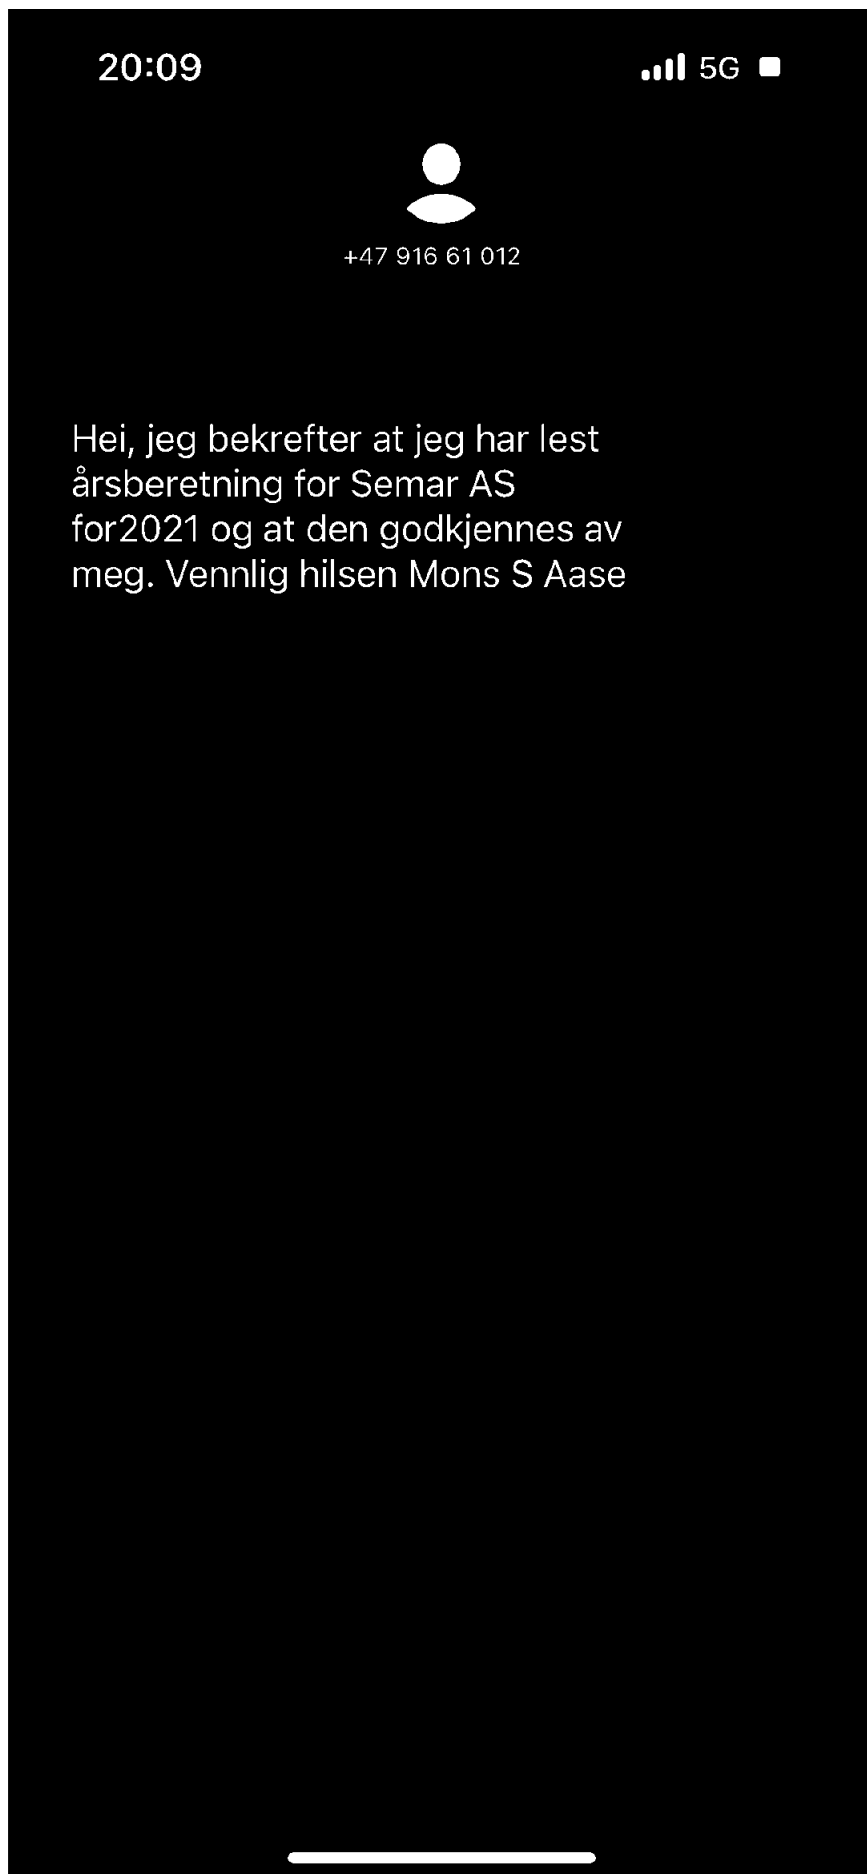 20:09 5G
+47 916 61 012
Hei, jeg bekrefter at jeg har lest
årsberetning for Semar AS
for2021 og at den godkjennes av
meg. Vennlig hilsen Mons S Aase